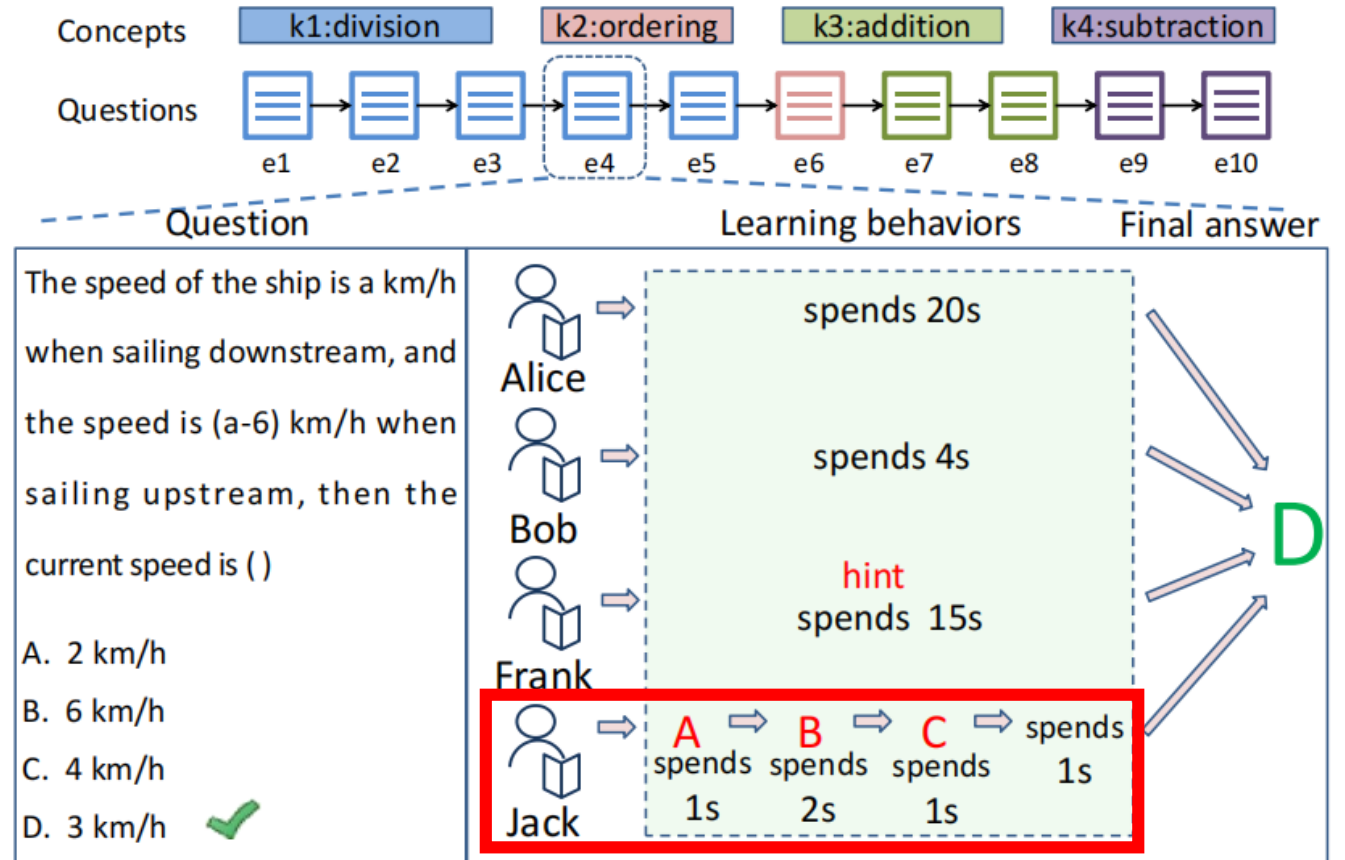 Concepts k1:division k2:ordering k3:addition k4:subtraction
Questions
e1 e2 e3 e4 e5 e6 e7 e8 e9 e10
Question Learning behaviors Final answer
The speed of the ship is a km/h
when sailing downstream, and
the speed is (a-6) km/h when
sailing upstream, then the
current speed is ( )
A. 2 km/h
B. 6 km/h
C. 4 km/h
D. 3 km/h
Alice
spends 20s
Bob
spends 4s
Frank
hint
spends 15s
Jack
A B C spends
spends spends spends 1s
1s 2s 1s
D